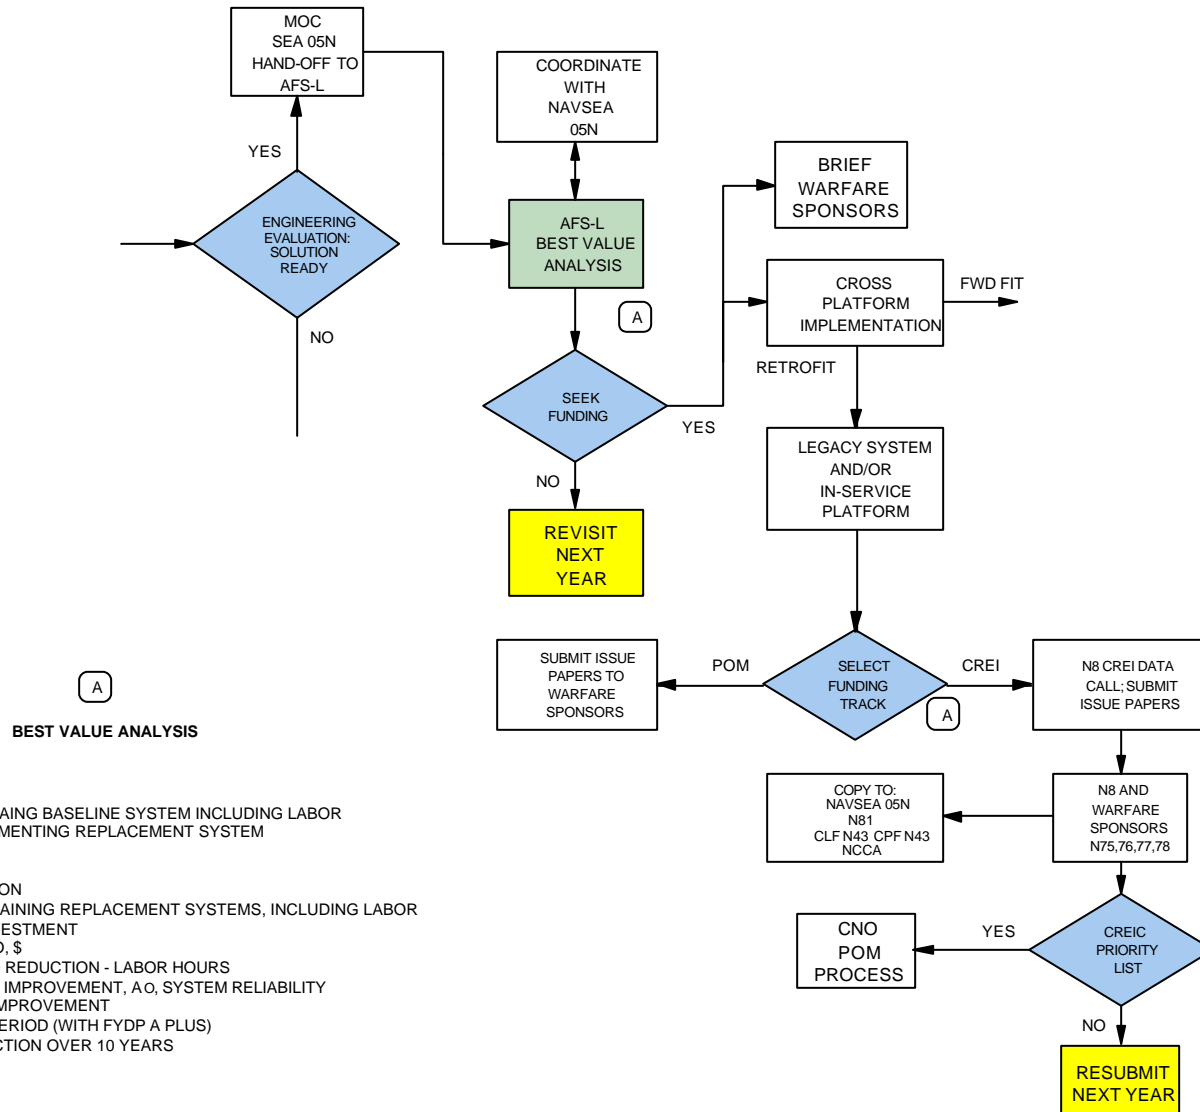 MOC
SEA 05N
HAND-OFF TO
AFS-L
COORDINATE
WITH
NAVSEA
05N
YES
BRIEF
WARFARE
SPONSORS
ENGINEERING
EVALUATION:
SOLUTION
READY
AFS-L
BEST VALUE
ANALYSIS
CROSS
PLATFORM
IMPLEMENTATION
FWD FIT
A
NO
RETROFIT
SEEK
FUNDING
YES
LEGACY SYSTEM
AND/OR
IN-SERVICE
PLATFORM
NO
REVISIT
NEXT
YEAR
SUBMIT ISSUE
PAPERS TO
WARFARE
SPONSORS
POM
SELECT
FUNDING
TRACK
CREI
N8 CREI DATA
CALL; SUBMIT
ISSUE PAPERS
A
A
BEST VALUE ANALYSIS
COPY TO:
NAVSEA 05N
N81
CLF N43 CPF N43
NCCA
N8 AND
WARFARE
SPONSORS
N75,76,77,78
AING BASELINE SYSTEM INCLUDING LABOR
MENTING REPLACEMENT SYSTEM
ON
AINING REPLACEMENT SYSTEMS, INCLUDING LABOR
ESTMENT
O, $
REDUCTION - LABOR HOURS
IMPROVEMENT, AO, SYSTEM RELIABILITY
MPROVEMENT
ERIOD (WITH FYDP A PLUS)
CTION OVER 10 YEARS
CNO
POM
PROCESS
YES
CREIC
PRIORITY
LIST
NO
RESUBMIT
NEXT YEAR